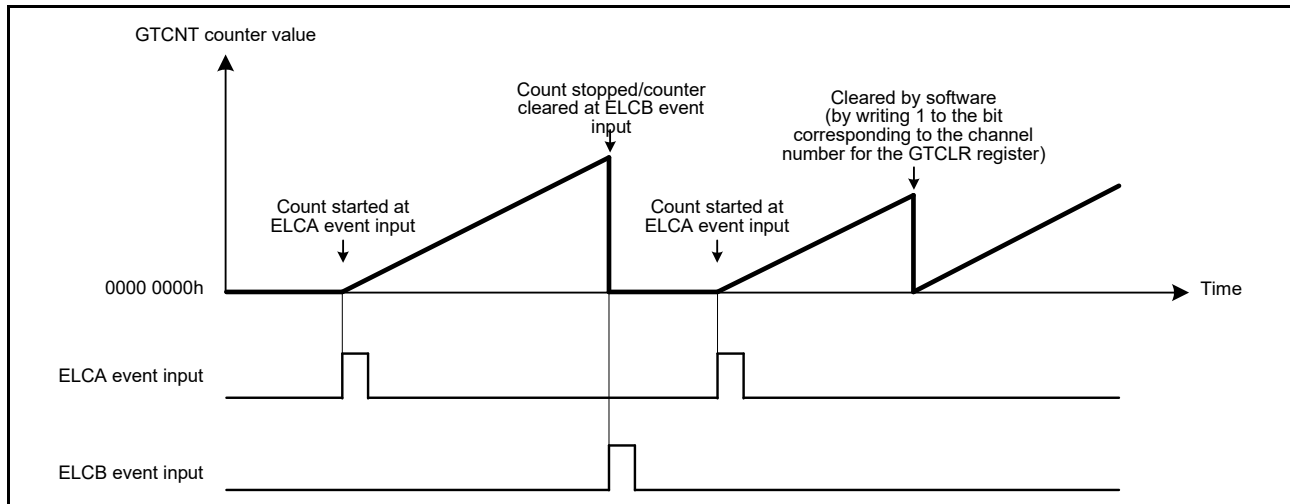 GTCNT counter value
Count stopped/counter
cleared at ELCB event
input
Cleared by software
(by writing 1 to the bit
corresponding to the channel
number for the GTCLR register)
Count started at
ELCA event input
Count started at
ELCA event input
0000 0000h
Time
ELCA event input
ELCB event input